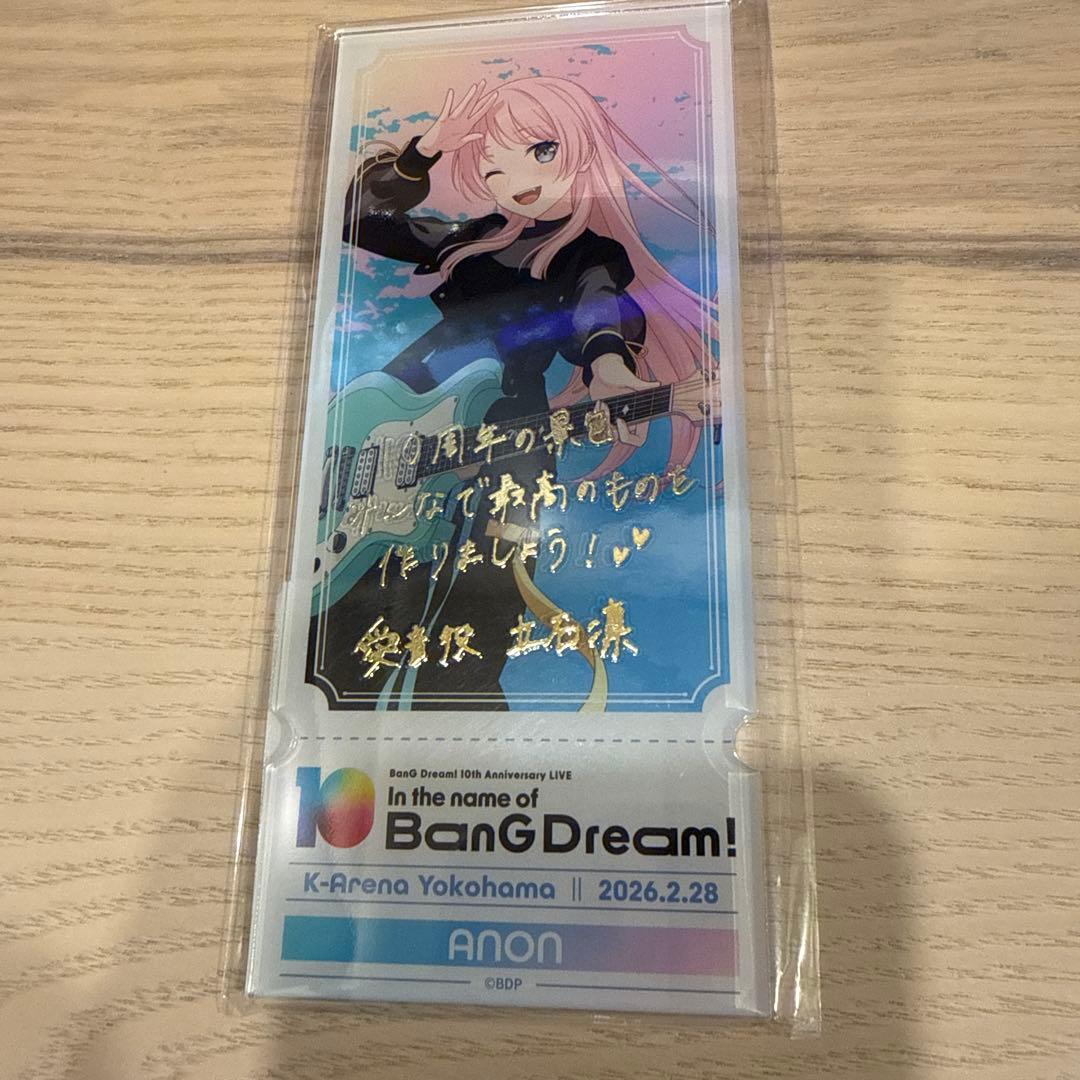 10周年の景色
みんなで最高のものを
作りましょう!
愛音役 立石凛
10
BanG Dream! 10th Anniversary LIVE
In the name of
BanG Dream!
K-Arena Yokohama || 2026.2.28
ANON
©BDP